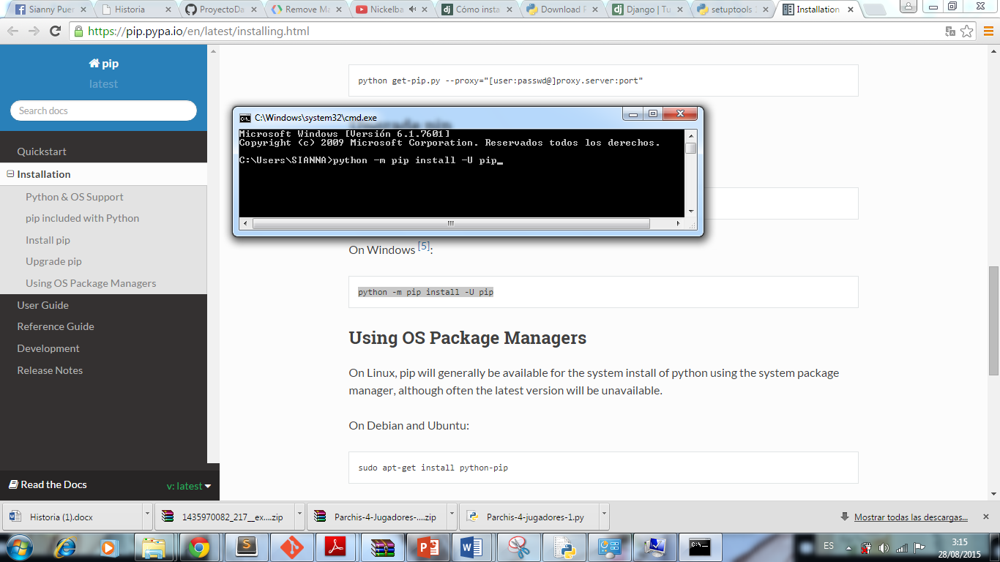 Sianny Puer
Historia
ProyectoDa
Remove Ma
Nickelba
Cómo insta
Download P
Django | Tu
setuptools 1
Installation
https://pip.pypa.io/en/latest/installing.html
pip
latest
Search docs
Quickstart
Installation
Python & OS Support
pip included with Python
Install pip
Upgrade pip
Using OS Package Managers
User Guide
Reference Guide
Development
Release Notes
Read the Docs
v: latest
python get-pip.py --proxy="[user:passwd@]proxy.server:port"
Upgrade pip
C:\Windows\system32\cmd.exe
Microsoft Windows [Versión 6.1.7601]
Copyright (c) 2009 Microsoft Corporation. Reservados todos los derechos.
C:\Users\SIANNA>python -m pip install -U pip_
On Windows [5]:
python -m pip install -U pip
Using OS Package Managers
On Linux, pip will generally be available for the system install of python using the system package
manager, although often the latest version will be unavailable.
On Debian and Ubuntu:
sudo apt-get install python-pip
Historia (1).docx
1435970082_217__ex....zip
Parchis-4-Jugadores-....zip
Parchis-4-jugadores-1.py
Mostrar todas las descargas...
ES
3:15
28/08/2015